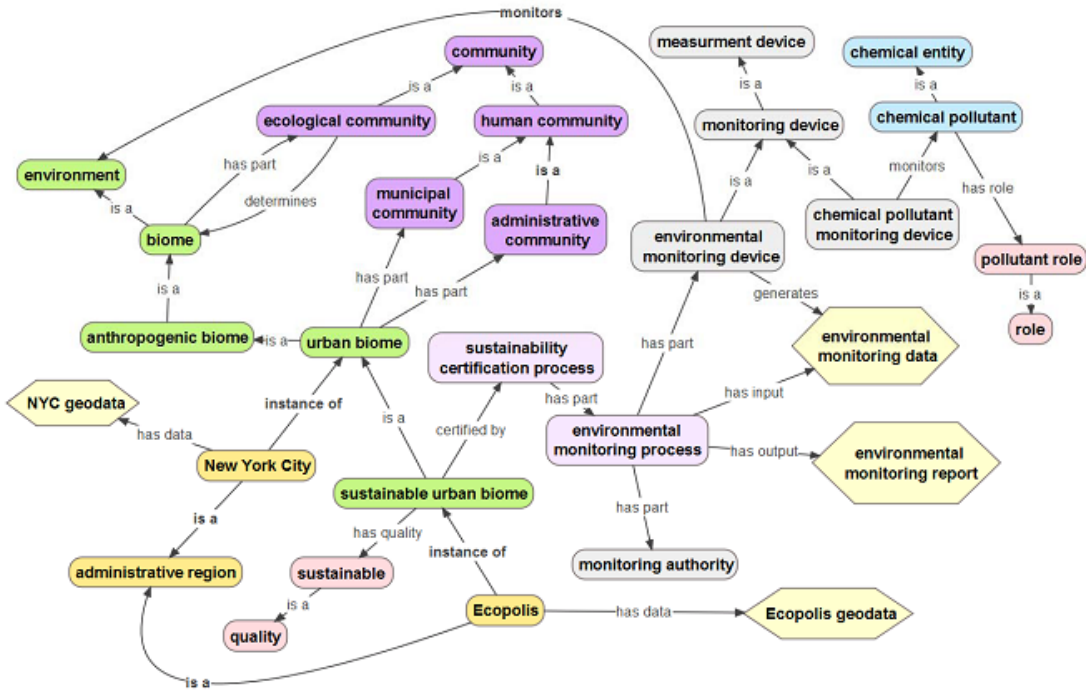 monitors
community
measurment device
chemical entity
is a
is a
is a
is a
ecological community
human community
monitoring device
chemical pollutant
has part
is a
is a
monitors
environment
determines
is a
is a
has role
is a
municipal
community
administrative
community
chemical pollutant
monitoring device
biome
environmental
monitoring device
pollutant role
has part
has part
is a
generates
is a
role
anthropogenic biome
is a
urban biome
sustainability
certification process
has part
environmental
monitoring data
NYC geodata
instance of
is a
has part
has input
has data
certified by
environmental
monitoring process
has output
environmental
monitoring report
New York City
sustainable urban biome
is a
has quality
has part
instance of
administrative region
sustainable
monitoring authority
is a
Ecopolis
has data
Ecopolis geodata
quality
is a